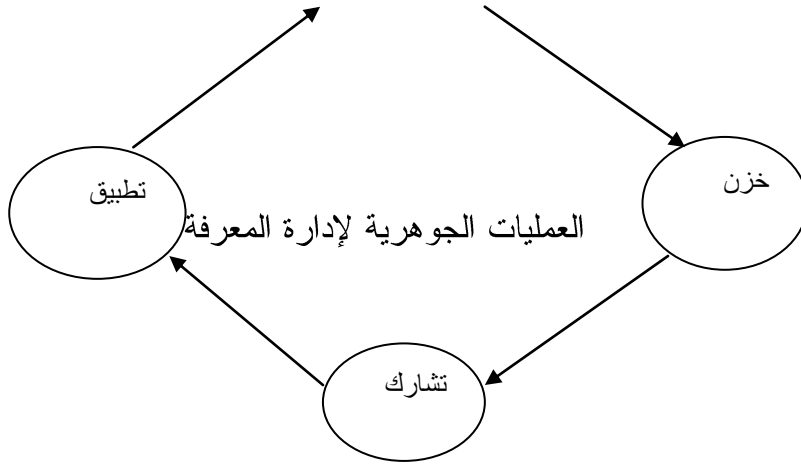 خزن
تطبيق
العمليات الجوهرية لإدارة المعرفة
تشارك